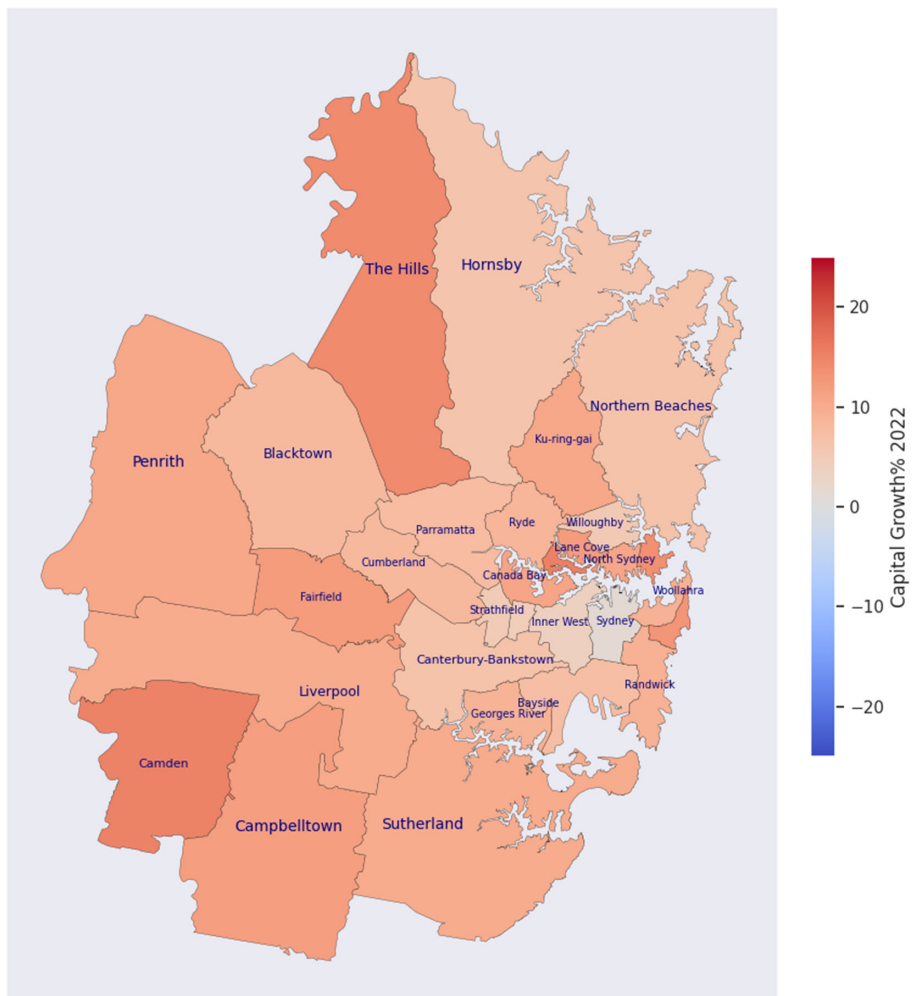 The Hills
Hornsby
Northern Beaches
Ku-ring-gai
Penrith
Blacktown
Parramatta
Ryde
Willoughby
Lane Cove
North Sydney
Cumberland
Canada Bay
Woollahra
Fairfield
Strathfield
Inner West
Sydney
Canterbury-Bankstown
Liverpool
Randwick
Bayside
Georges River
Camden
Campbelltown
Sutherland
20
10
0
−10
−20
Capital Growth% 2022